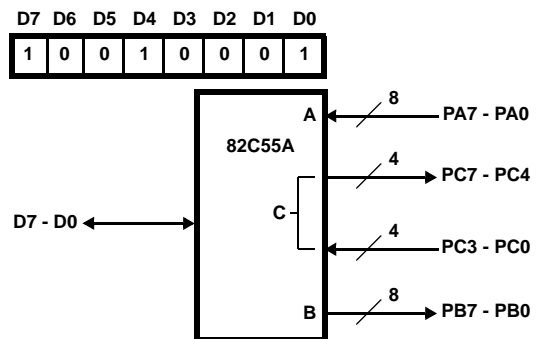 D7 D6 D5 D4 D3 D2 D1 D0
1 0 0 1 0 0 0 1
8
A PA7 - PA0
82C55A
4
PC7 - PC4
D7 - D0 C
4
PC3 - PC0
8
B PB7 - PB0